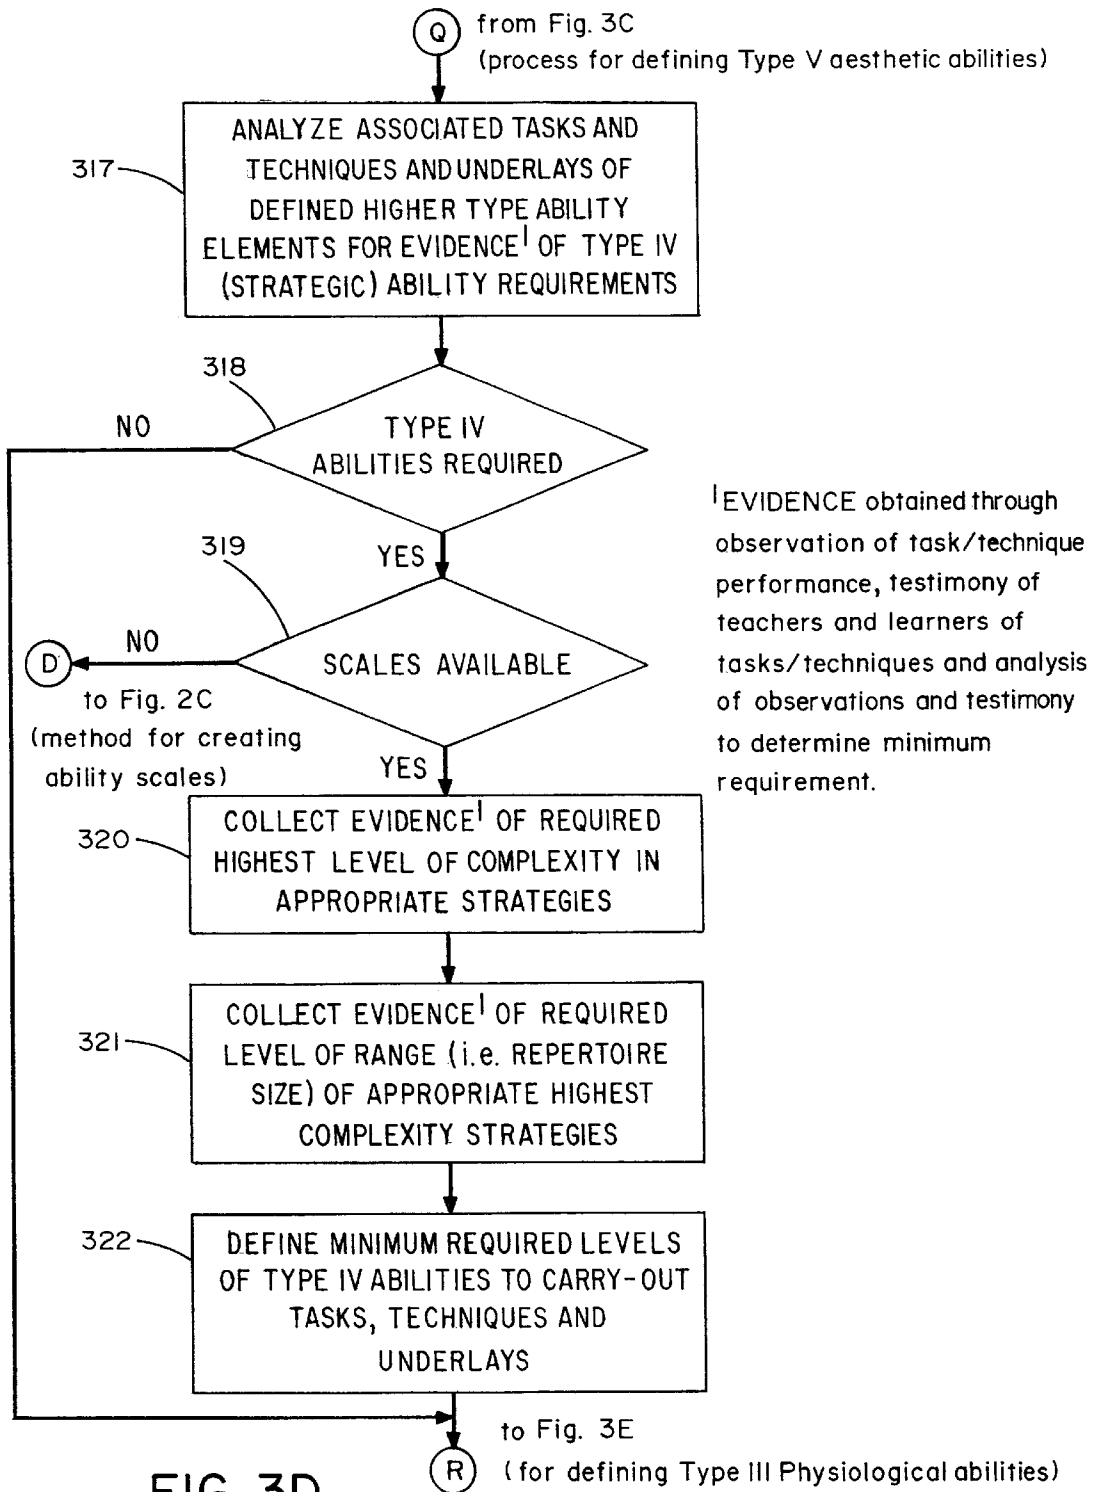 Q from Fig. 3C
(process for defining Type V aesthetic abilities)
317
ANALYZE ASSOCIATED TASKS AND
TECHNIQUES AND UNDERLAYS OF
DEFINED HIGHER TYPE ABILITY
ELEMENTS FOR EVIDENCE¹ OF TYPE IV
(STRATEGIC) ABILITY REQUIREMENTS
318
NO
TYPE IV
ABILITIES REQUIRED
YES
319
NO
D
SCALES AVAILABLE
to Fig. 2C
(method for creating
ability scales)
YES
¹EVIDENCE obtained through
observation of task/technique
performance, testimony of
teachers and learners of
tasks/techniques and analysis
of observations and testimony
to determine minimum
requirement.
320
COLLECT EVIDENCE¹ OF REQUIRED
HIGHEST LEVEL OF COMPLEXITY IN
APPROPRIATE STRATEGIES
321
COLLECT EVIDENCE¹ OF REQUIRED
LEVEL OF RANGE (i.e. REPERTOIRE
SIZE) OF APPROPRIATE HIGHEST
COMPLEXITY STRATEGIES
322
DEFINE MINIMUM REQUIRED LEVELS
OF TYPE IV ABILITIES TO CARRY-OUT
TASKS, TECHNIQUES AND
UNDERLAYS
to Fig. 3E
R (for defining Type III Physiological abilities)
FIG. 3D